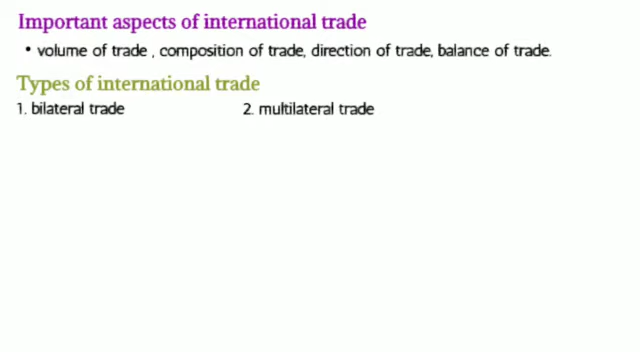 Important aspects of international trade
• volume of trade , composition of trade, direction of trade, balance of trade.
Types of international trade
1. bilateral trade 2. multilateral trade